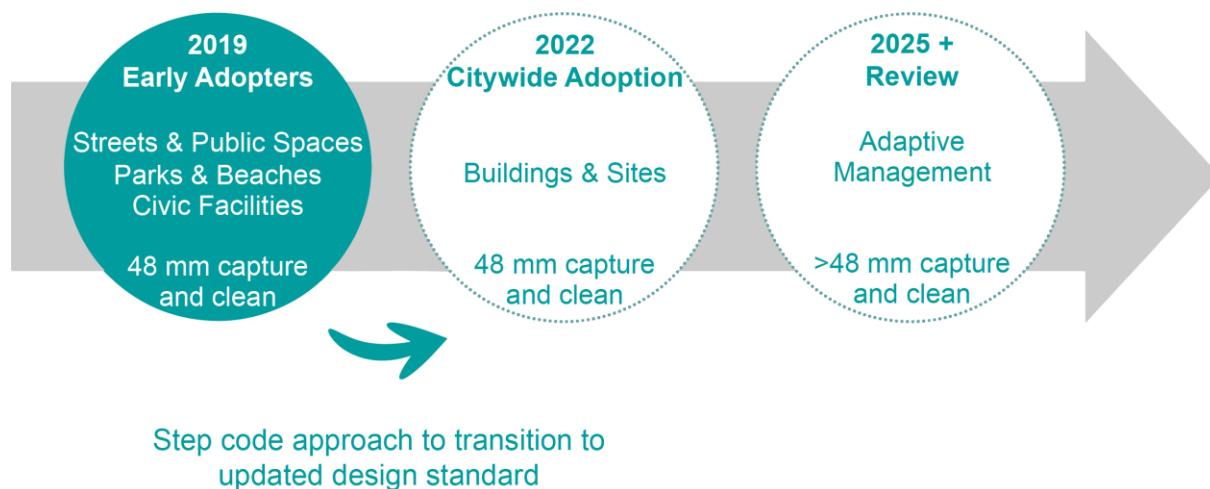 2019
Early Adopters
Streets & Public Spaces
Parks & Beaches
Civic Facilities
48 mm capture
and clean
2022
Citywide Adoption
Buildings & Sites
48 mm capture
and clean
2025 +
Review
Adaptive
Management
>48 mm capture
and clean
Step code approach to transition to
updated design standard